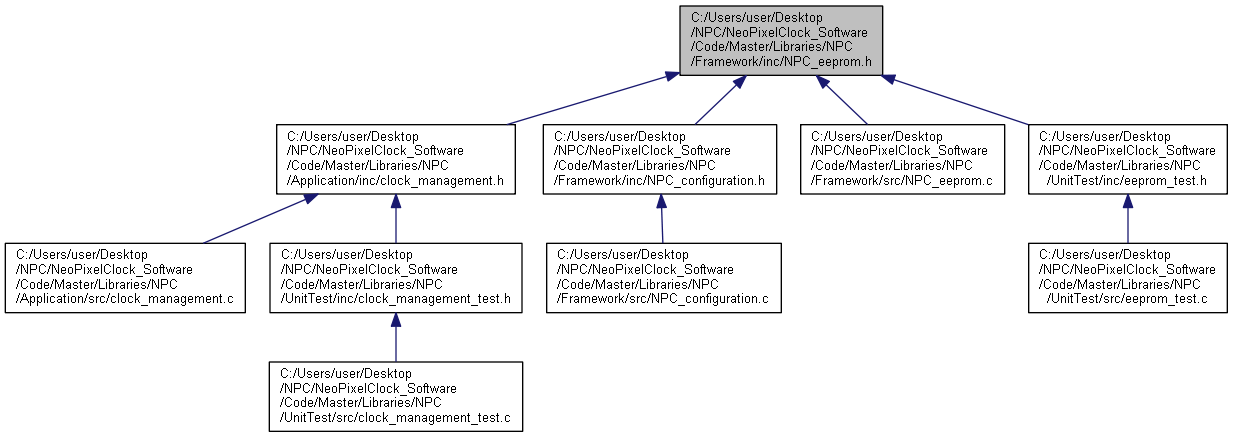 C:/Users/user/Desktop
/NPC/NeoPixelClock_Software
/Code/Master/Libraries/NPC
/Framework/inc/NPC_eeprom.h
C:/Users/user/Desktop
/NPC/NeoPixelClock_Software
/Code/Master/Libraries/NPC
/Application/inc/clock_management.h
C:/Users/user/Desktop
/NPC/NeoPixelClock_Software
/Code/Master/Libraries/NPC
/Framework/inc/NPC_configuration.h
C:/Users/user/Desktop
/NPC/NeoPixelClock_Software
/Code/Master/Libraries/NPC
/Framework/src/NPC_eeprom.c
C:/Users/user/Desktop
/NPC/NeoPixelClock_Software
/Code/Master/Libraries/NPC
/UnitTest/inc/eeprom_test.h
C:/Users/user/Desktop
/NPC/NeoPixelClock_Software
/Code/Master/Libraries/NPC
/Application/src/clock_management.c
C:/Users/user/Desktop
/NPC/NeoPixelClock_Software
/Code/Master/Libraries/NPC
/UnitTest/inc/clock_management_test.h
C:/Users/user/Desktop
/NPC/NeoPixelClock_Software
/Code/Master/Libraries/NPC
/Framework/src/NPC_configuration.c
C:/Users/user/Desktop
/NPC/NeoPixelClock_Software
/Code/Master/Libraries/NPC
/UnitTest/src/eeprom_test.c
C:/Users/user/Desktop
/NPC/NeoPixelClock_Software
/Code/Master/Libraries/NPC
/UnitTest/src/clock_management_test.c